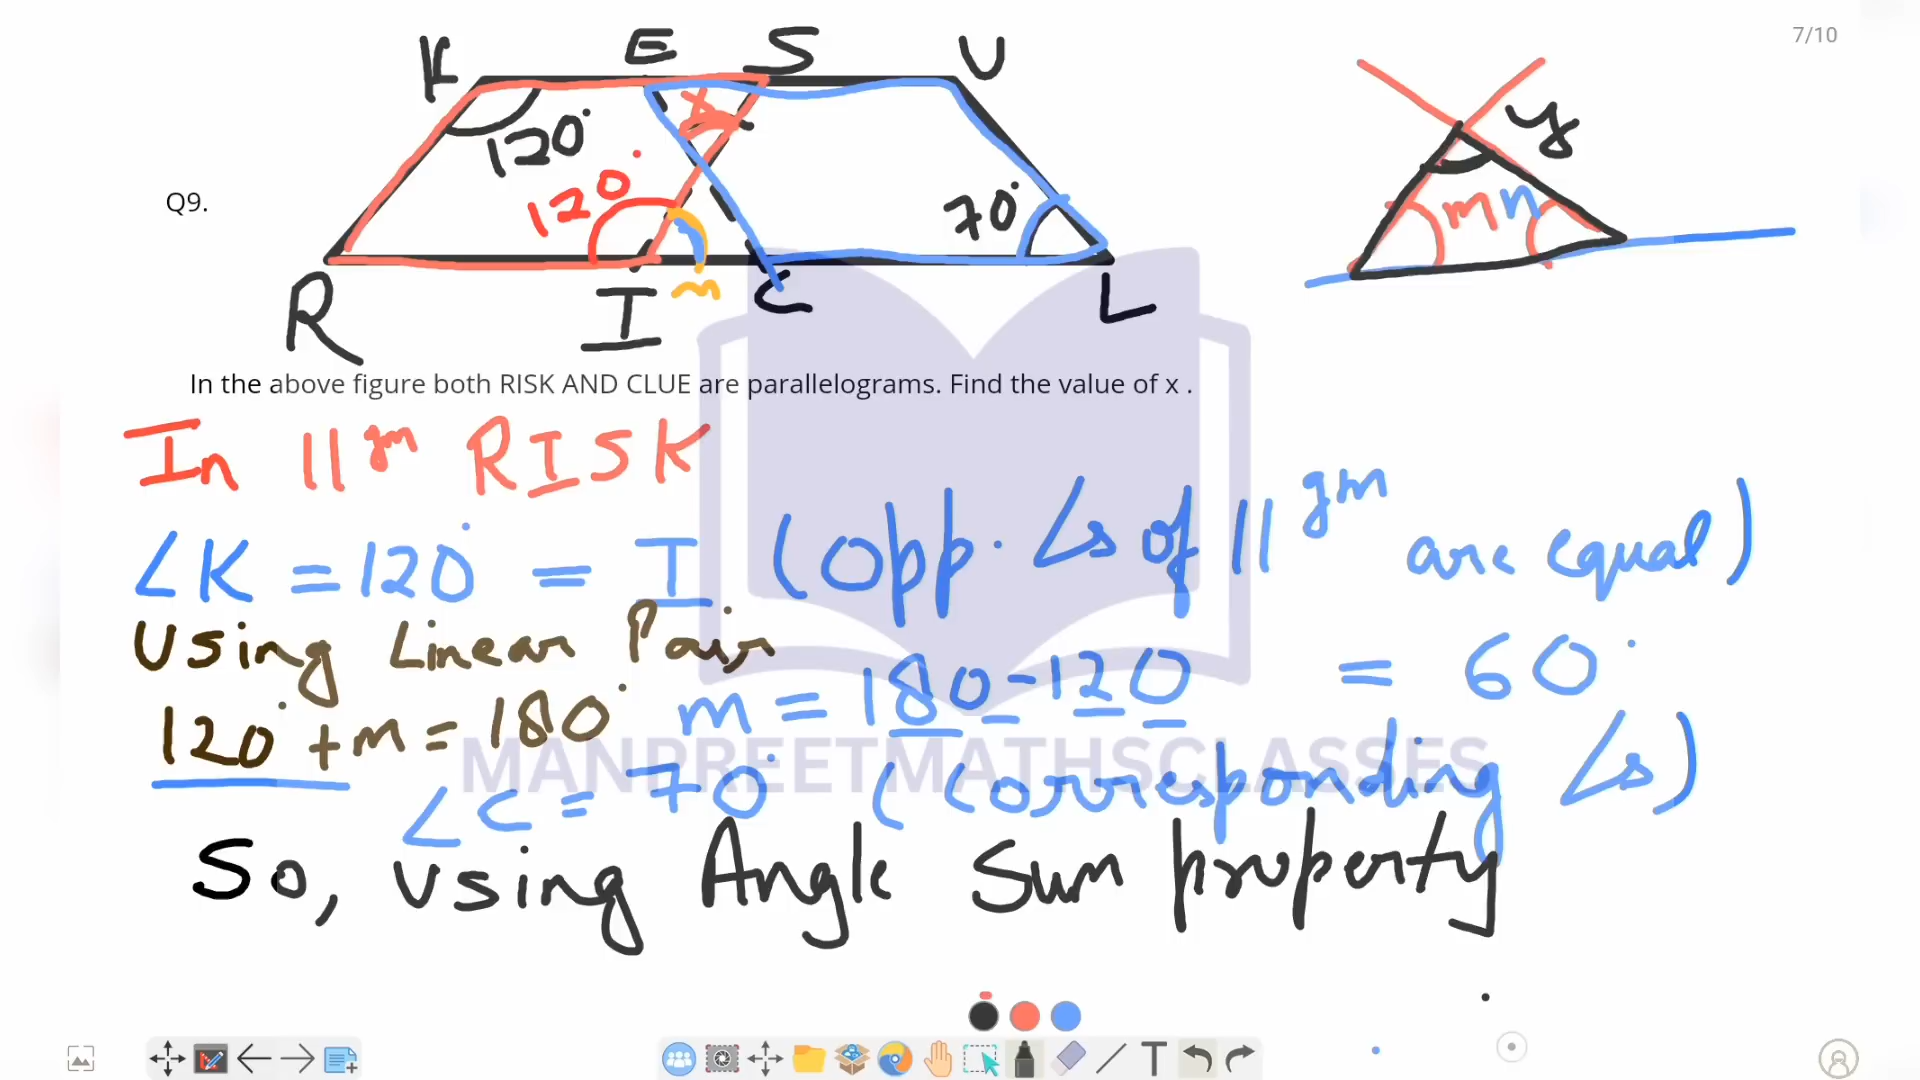 7/10
K E S U
120° x y
120° 70° m n
Q9.
R I m C L
In the above figure both RISK AND CLUE are parallelograms. Find the value of x .
In ||gm RISK
∠K = 120° = I (opp. ∠s of ||gm are equal)
Using Linear Pair
120° + m = 180° m = 180 - 120 = 60°
∠C = 70° (Corresponding ∠s)
MANPREETMATHSCLASSES
So, using Angle Sum property